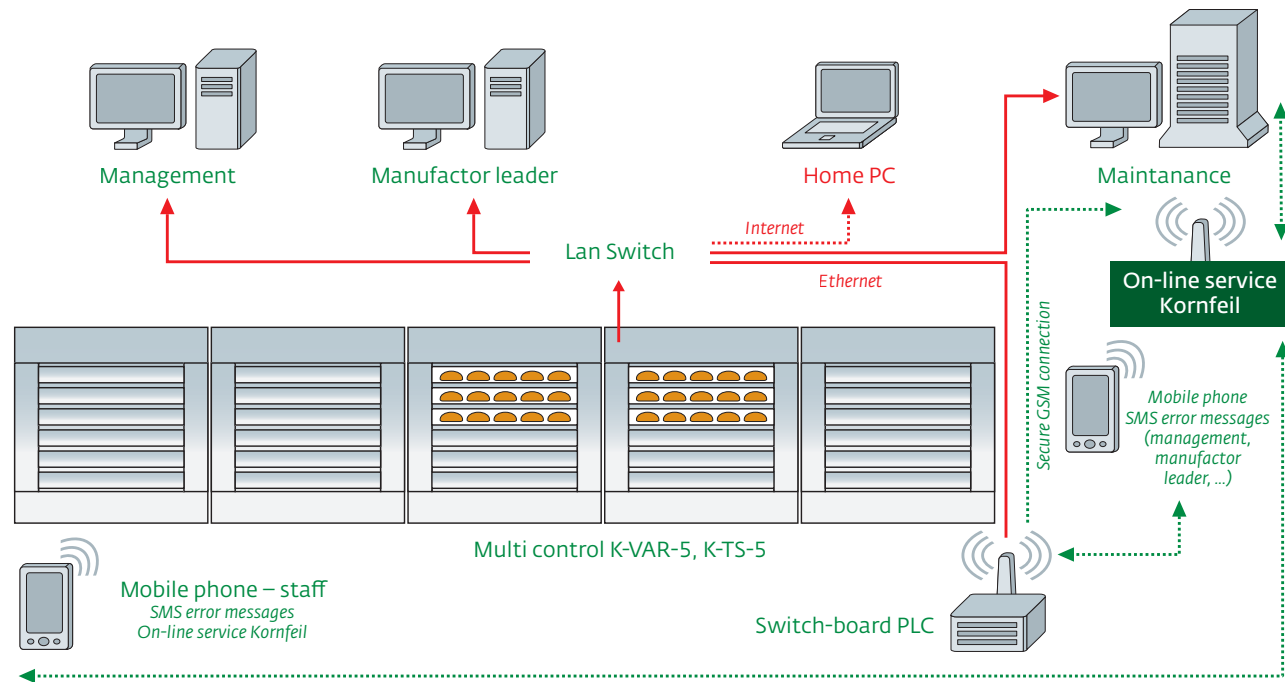 Management
Manufactor leader
Home PC
Maintanance
Internet
Lan Switch
Ethernet
On-line service
Kornfeil
Secure GSM connection
Mobile phone
SMS error messages
(management,
manufactor
leader, ...)
Multi control K-VAR-5, K-TS-5
Mobile phone – staff
SMS error messages
On-line service Kornfeil
Switch-board PLC